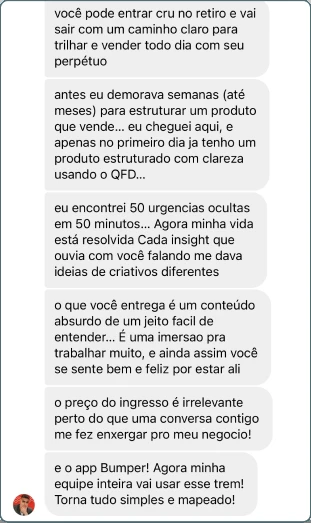 você pode entrar cru no retiro e vai
sair com um caminho claro para
trilhar e vender todo dia com seu
perpétuo
antes eu demorava semanas (até
meses) para estruturar um produto
que vende... eu cheguei aqui, e
apenas no primeiro dia ja tenho um
produto estruturado com clareza
usando o QFD...
eu encontrei 50 urgencias ocultas
em 50 minutos... Agora minha vida
está resolvida Cada insight que
ouvia com você falando me dava
ideias de criativos diferentes
o que você entrega é um conteúdo
absurdo de um jeito facil de
entender... É uma imersao pra
trabalhar muito, e ainda assim você
se sente bem e feliz por estar ali
o preço do ingresso é irrelevante
perto do que uma conversa contigo
me fez enxergar pro meu negocio!
e o app Bumper! Agora minha
equipe inteira vai usar esse trem!
Torna tudo simples e mapeado!